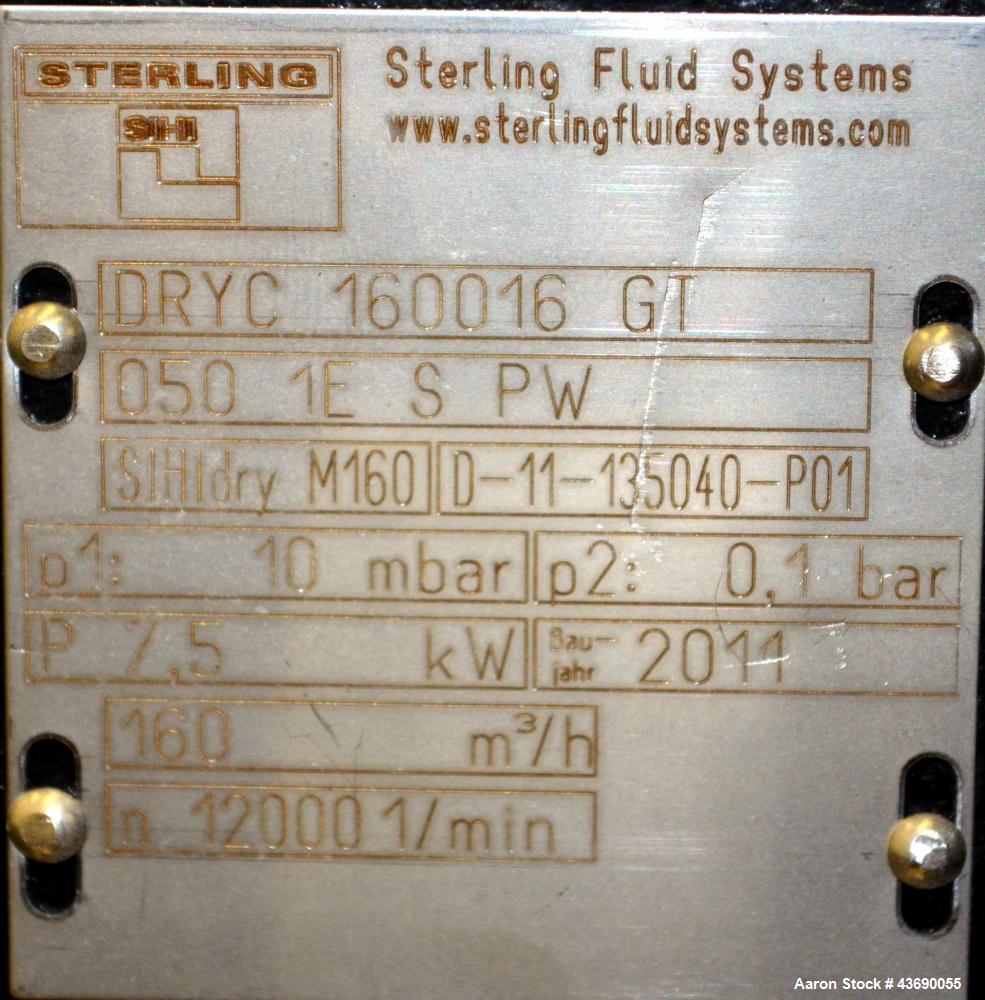 STERLING
SIHI
Sterling Fluid Systems
www.sterlingfluidsystems.com
DRYC 160016 GT
050 1E S PW
SIHIdry M160 D-11-135040-P01
p1: 10 mbar p2: 0,1 bar
P 7,5 kW Bau-jahr 2011
160 m³/h
n 12000 1/min
Aaron Stock # 43690055